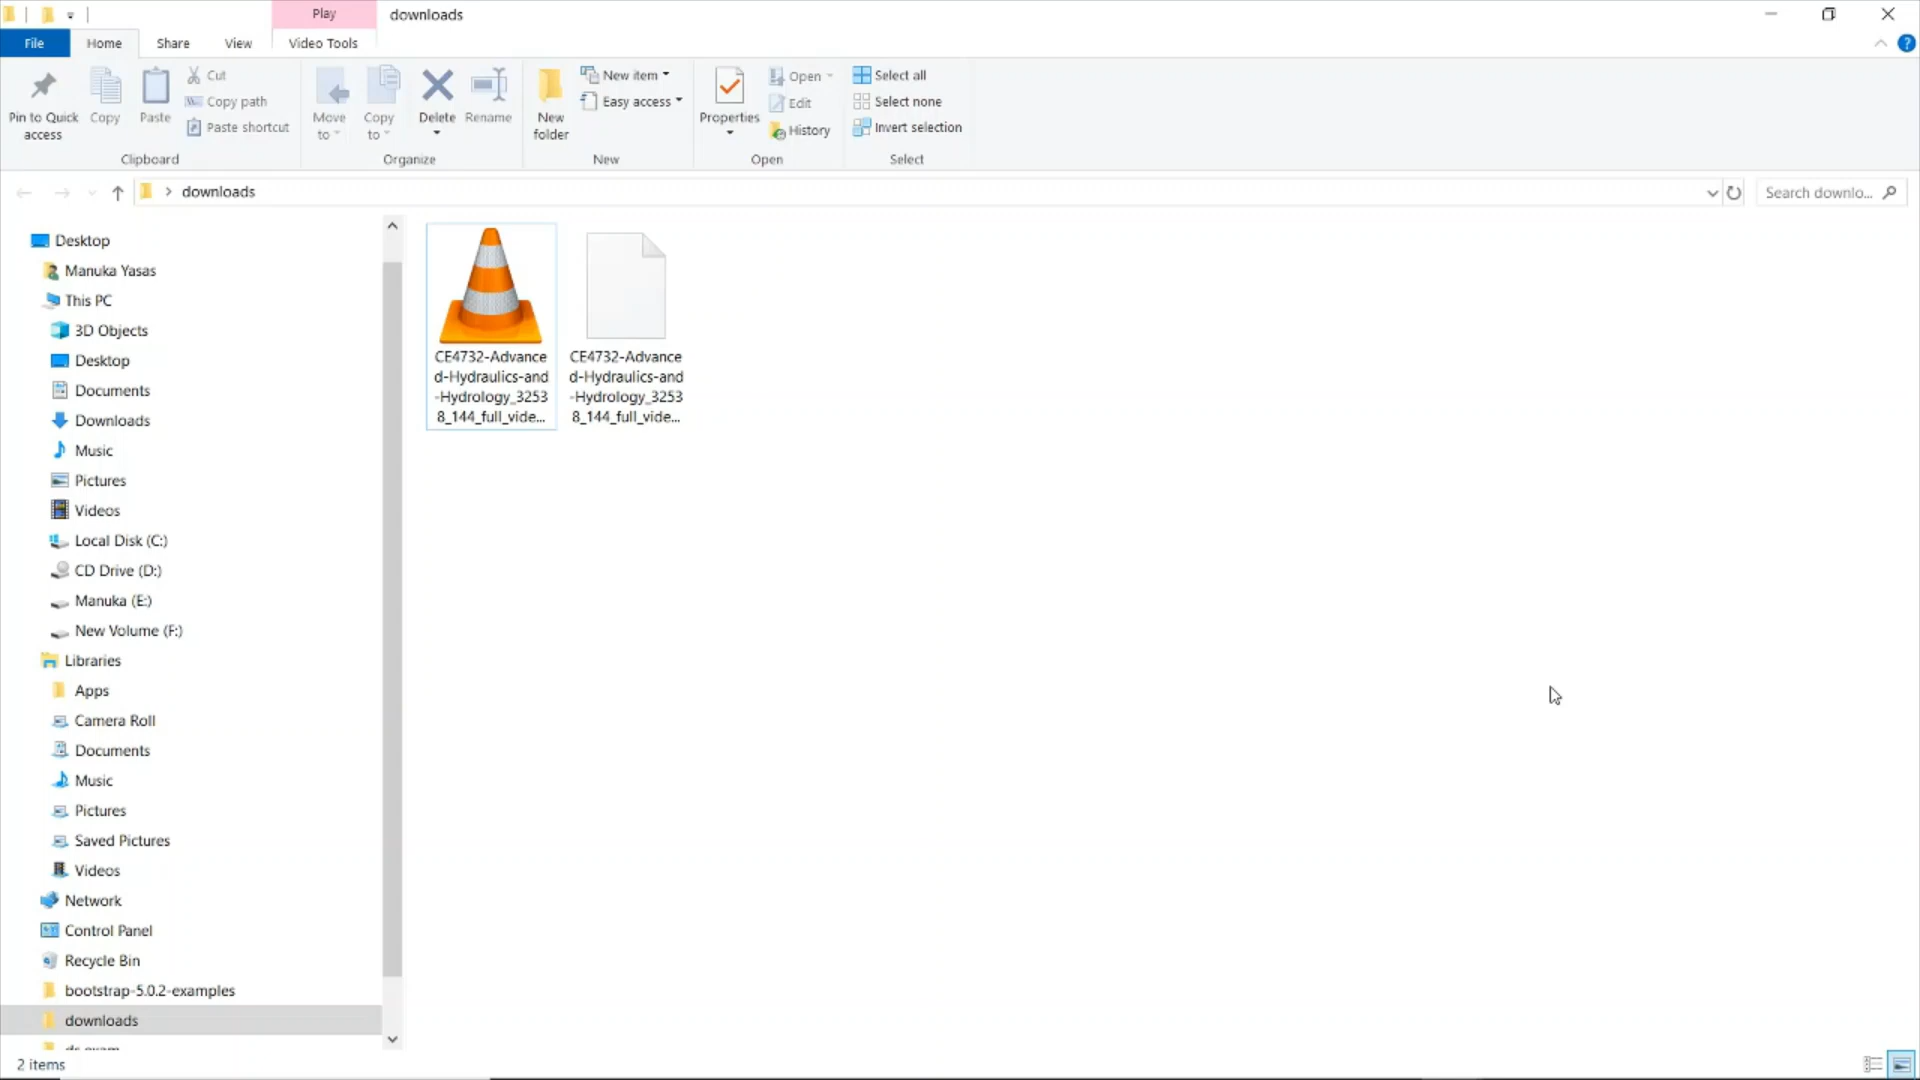 Play
downloads
File
Home
Share
View
Video Tools
Pin to Quick
access
Copy
Paste
Cut
Copy path
Paste shortcut
Clipboard
Move
to
Copy
to
Delete
Rename
Organize
New
folder
New item
Easy access
New
Properties
Open
Edit
History
Open
Select all
Select none
Invert selection
Select
downloads
Search downlo...
Desktop
Manuka Yasas
This PC
3D Objects
Desktop
Documents
Downloads
Music
Pictures
Videos
Local Disk (C:)
CD Drive (D:)
Manuka (E:)
New Volume (F:)
Libraries
Apps
Camera Roll
Documents
Music
Pictures
Saved Pictures
Videos
Network
Control Panel
Recycle Bin
bootstrap-5.0.2-examples
downloads
CE4732-Advance
d-Hydraulics-and
-Hydrology_3253
8_144_full_vide...
CE4732-Advance
d-Hydraulics-and
-Hydrology_3253
8_144_full_vide...
2 items